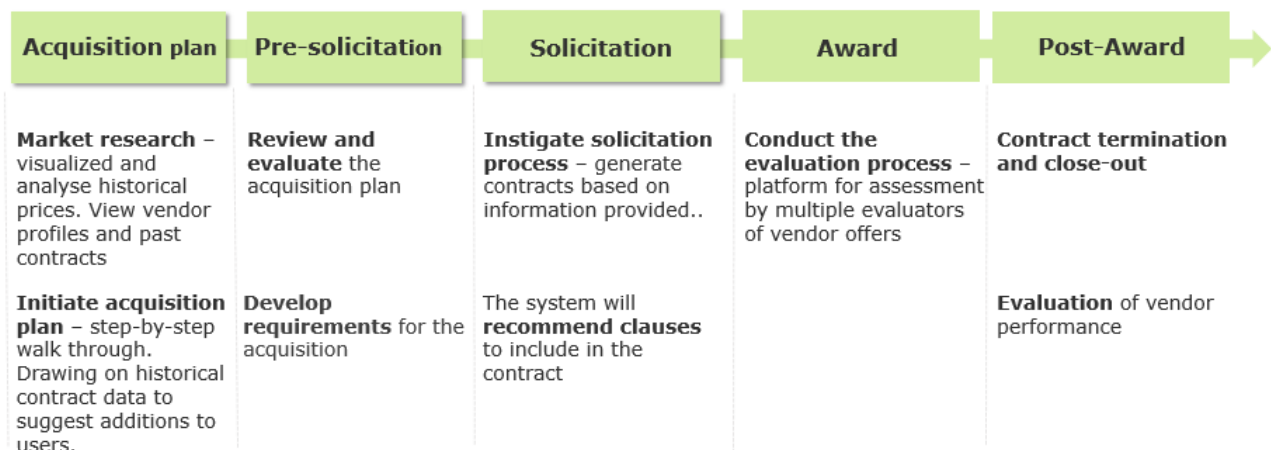 Acquisition plan
Pre-solicitation
Solicitation
Award
Post-Award
Market research –
visualized and
analyse historical
prices. View vendor
profiles and past
contracts
Initiate acquisition
plan – step-by-step
walk through.
Drawing on historical
contract data to
suggest additions to
users.
Review and
evaluate the
acquisition plan
Develop
requirements for the
acquisition
Instigate solicitation
process – generate
contracts based on
information provided..
The system will
recommend clauses
to include in the
contract
Conduct the
evaluation process –
platform for assessment
by multiple evaluators
of vendor offers
Contract termination
and close-out
Evaluation of vendor
performance